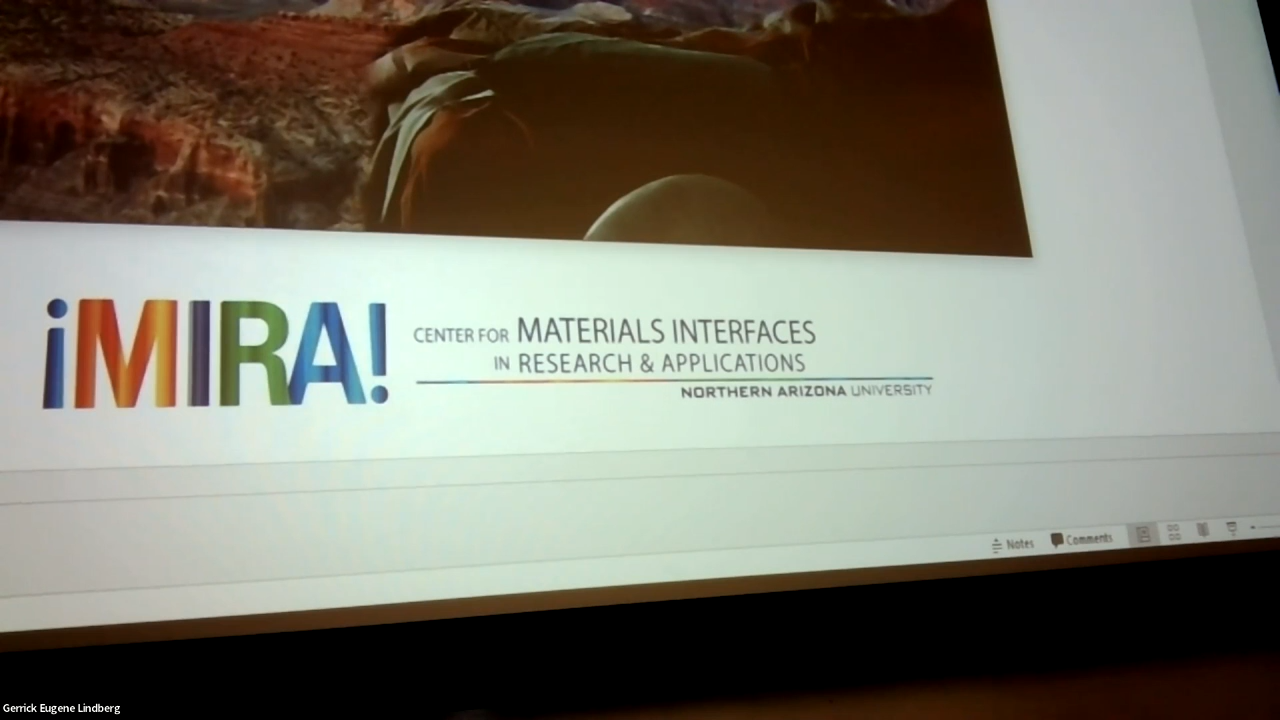 ¡MIRA!
CENTER FOR MATERIALS INTERFACES
IN RESEARCH & APPLICATIONS
NORTHERN ARIZONA UNIVERSITY
Notes
Comments
Gerrick Eugene Lindberg